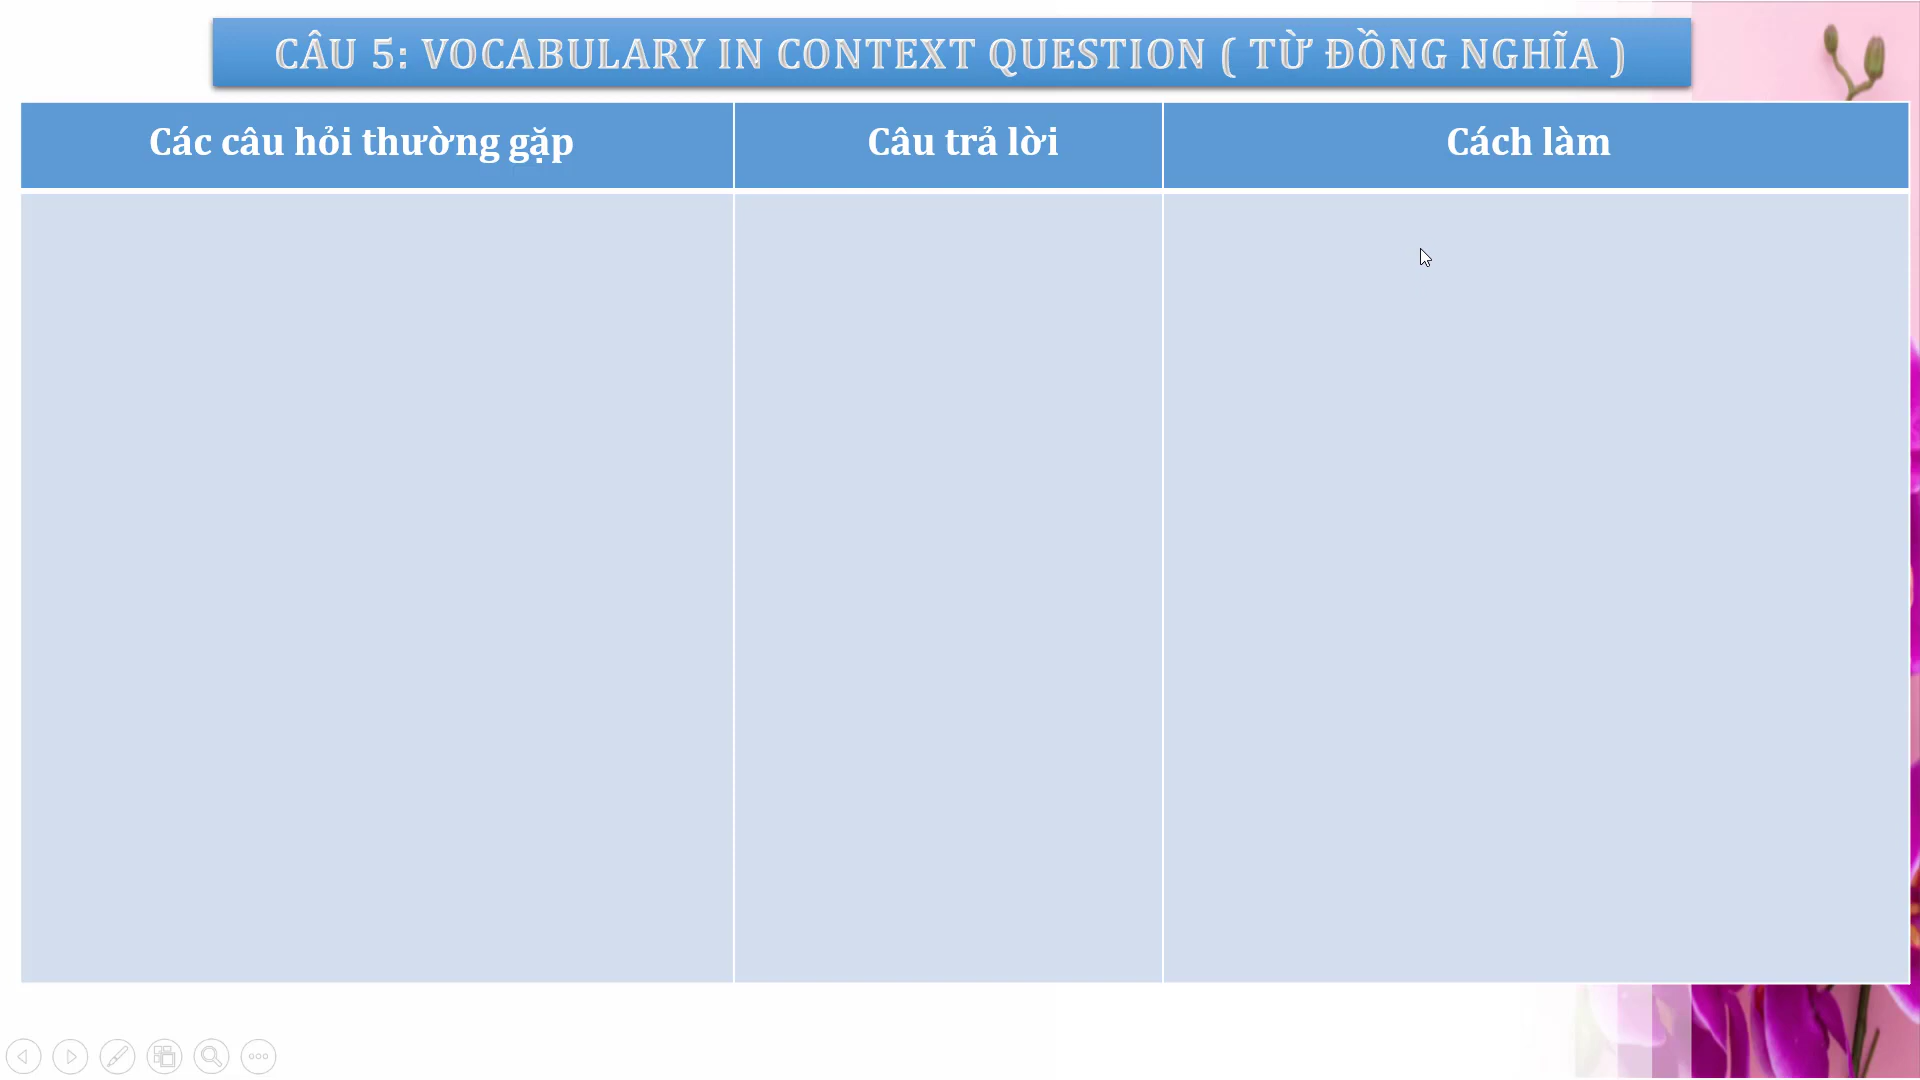 CÂU 5: VOCABULARY IN CONTEXT QUESTION ( TỪ ĐỒNG NGHĨA )
Các câu hỏi thường gặp
Câu trả lời
Cách làm